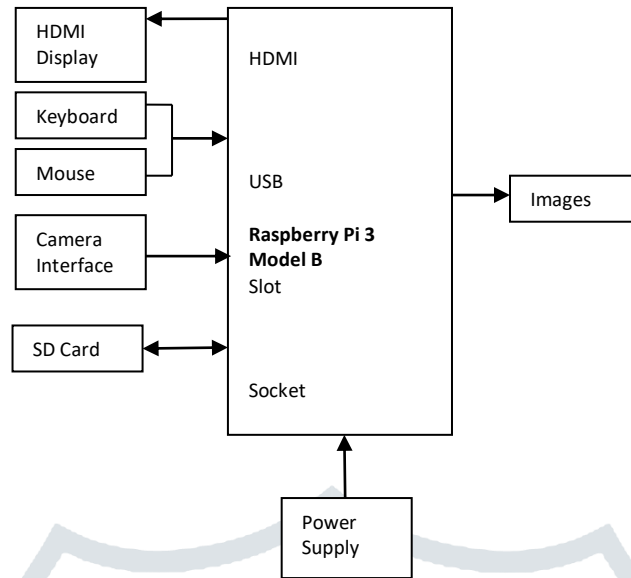 HDMI
Display
HDMI
Keyboard
Mouse
USB
Images
Camera
Interface
Raspberry Pi 3
Model B
Slot
SD Card
Socket
Power
Supply